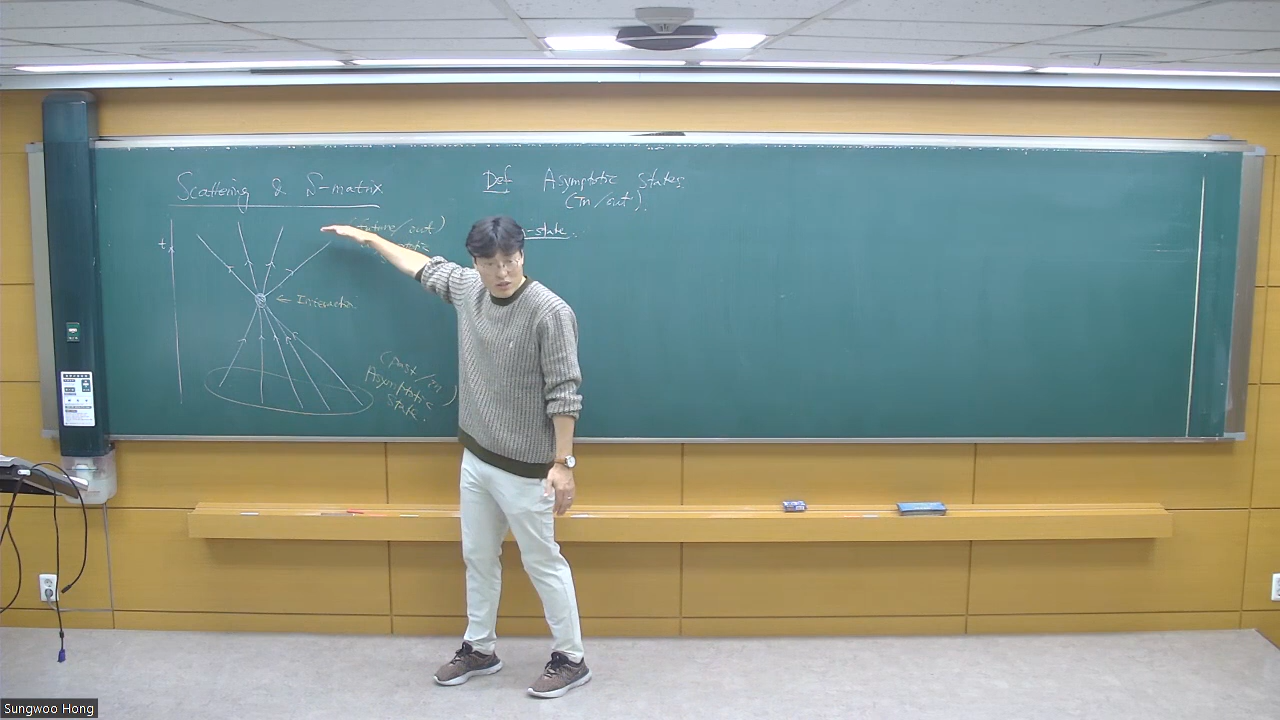 Scattering & S-matrix
t
(future/out)
← Interaction
(past/in
Asymptotic
state.
)
Def Asymptotic States
(In/out).
-state.
Sungwoo Hong